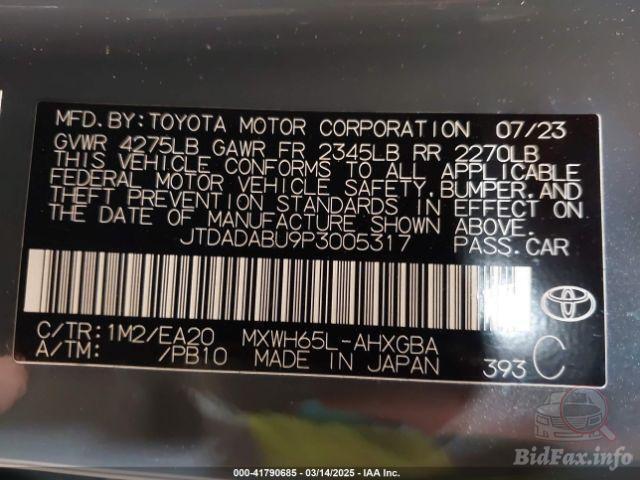 MFD.BY:TOYOTA MOTOR CORPORATION 07/23
GVWR 4275LB GAWR FR 2345LB RR 2270LB
THIS VEHICLE CONFORMS TO ALL APPLICABLE
FEDERAL MOTOR VEHICLE SAFETY,BUMPER,AND
THEFT PREVENTION STANDARDS IN EFFECT ON
THE DATE OF MANUFACTURE SHOWN ABOVE.
JTDADABU9P3005317 PASS.CAR
C/TR:1M2/EA20 MXWH65L-AHXGBA
A/TM: /PB10 MADE IN JAPAN 393 C
BidFax.info
000-41790685 - 03/14/2025 - IAA Inc.